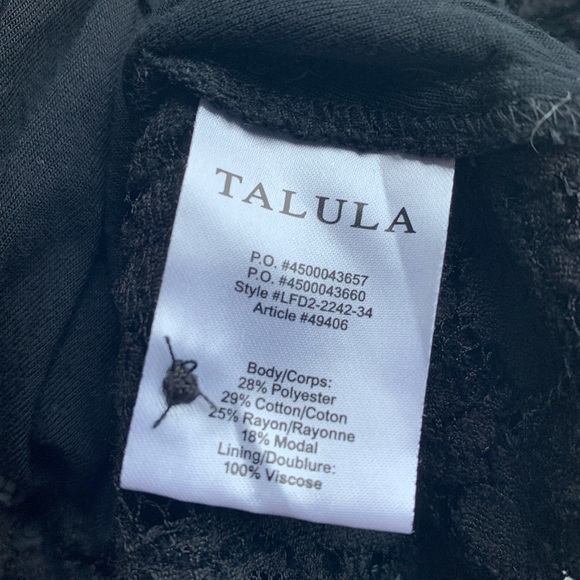 TALULA
P.O. #4500043657
P.O. #4500043660
Style #LFD2-2242-34
Article #49406
Body/Corps:
28% Polyester
29% Cotton/Coton
25% Rayon/Rayonne
18% Modal
Lining/Doublure:
100% Viscose